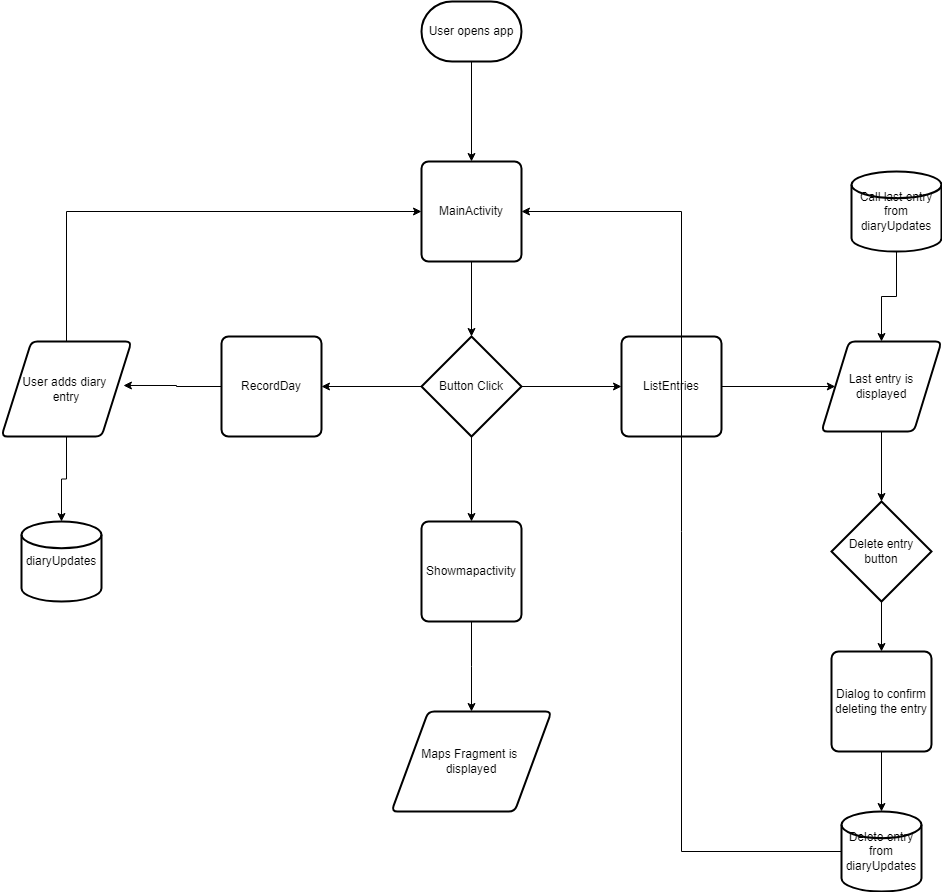 User opens app
MainActivity
Call last entry
from
diaryUpdates
User adds diary
entry
RecordDay
Button Click
ListEntries
Last entry is
displayed
diaryUpdates
Showmapactivity
Delete entry
button
Maps Fragment is
displayed
Dialog to confirm
deleting the entry
Delete entry
from
diaryUpdates